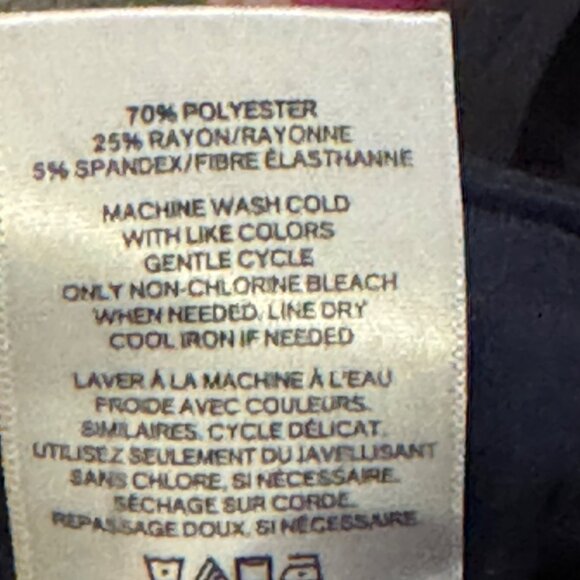 70% POLYESTER
25% RAYON/RAYONNE
5% SPANDEX/FIBRE ÉLASTHANNE
MACHINE WASH COLD
WITH LIKE COLORS
GENTLE CYCLE
ONLY NON-CHLORINE BLEACH
WHEN NEEDED. LINE DRY
COOL IRON IF NEEDED
LAVER À LA MACHINE À L'EAU
FROIDE AVEC COULEURS
SIMILAIRES. CYCLE DÉLICAT.
UTILISEZ SEULEMENT DU JAVELLISANT
SANS CHLORE, SI NÉCESSAIRE.
SÉCHAGE SUR CORDE.
REPASSAGE DOUX, SI NÉCESSAIRE